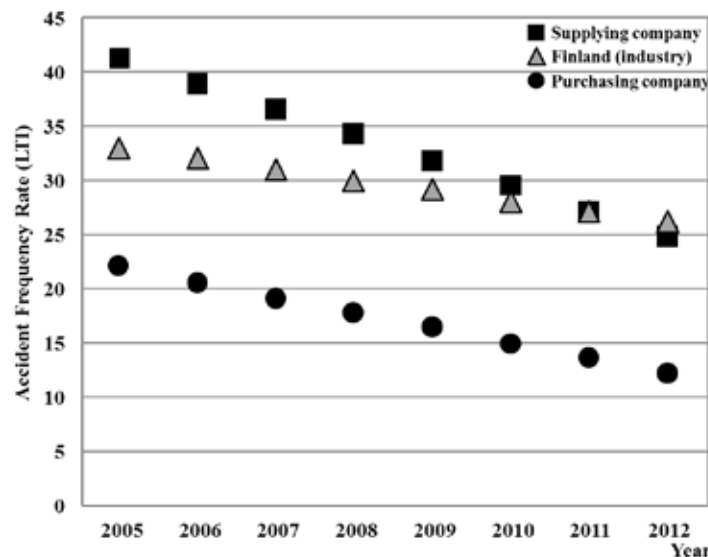 45
40
35
30
25
20
15
10
5
0
Accident Frequency Rate (LTI)
Supplying company
Finland (industry)
Purchasing company
2005 2006 2007 2008 2009 2010 2011 2012
Year